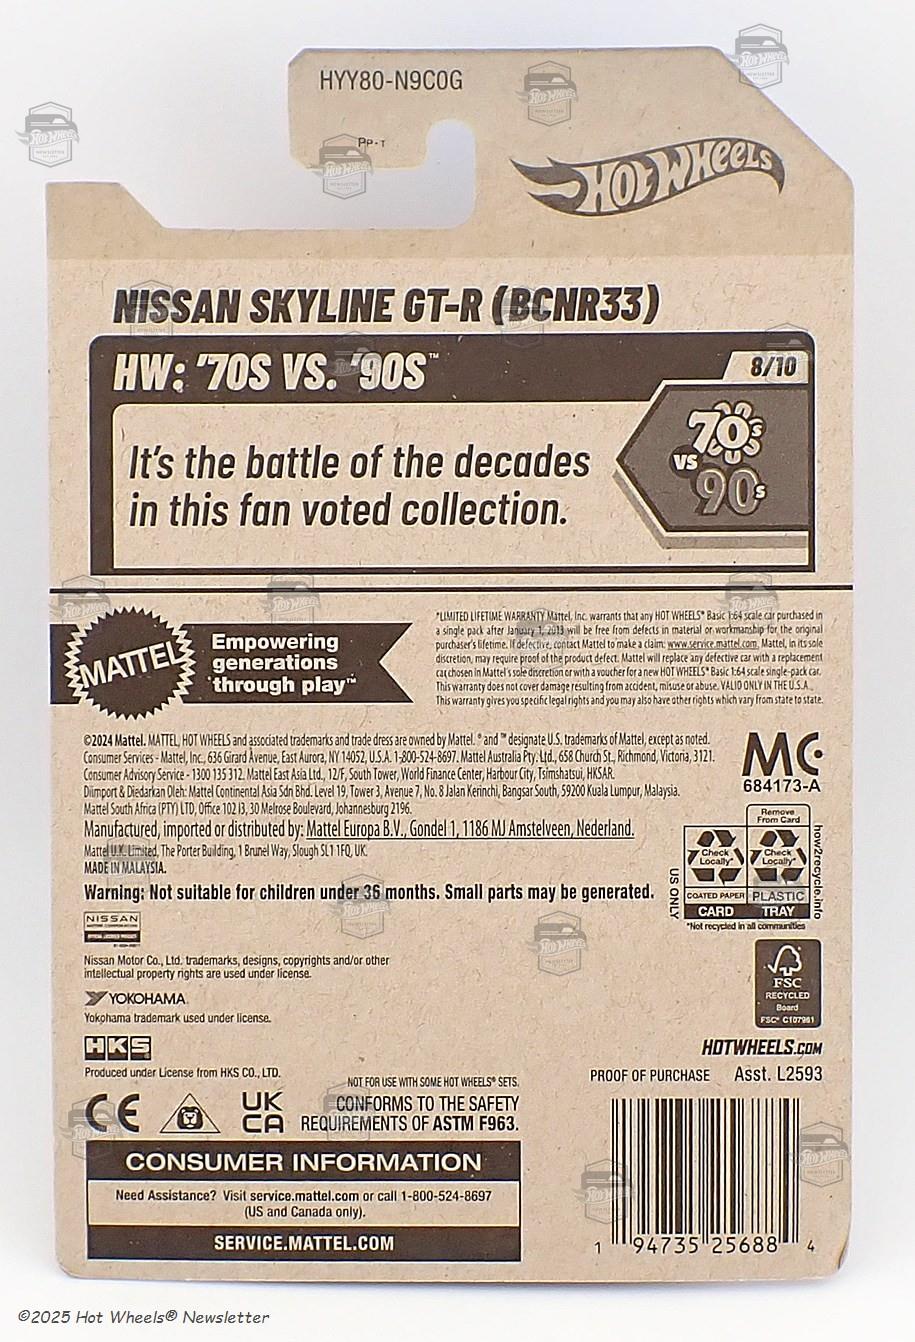 HYY80-N9C0G
PP-T
HOT WHEELS
NISSAN SKYLINE GT-R (BCNR33)
HW: '70S VS. '90S™
8/10
It's the battle of the decades
in this fan voted collection.
70s
VS
90s
MATTEL
Empowering
generations
through play™
*LIMITED LIFETIME WARRANTY Mattel, Inc. warrants that any HOT WHEELS® Basic 1:64 scale car purchased in
a single pack after January 1, 2013 will be free from defects in material or workmanship for the original
purchaser's lifetime. If defective, contact Mattel to make a claim: www.service.mattel.com. Mattel, in its sole
discretion, may require proof of the product defect. Mattel will replace any defective car with a replacement
car chosen in Mattel's sole discretion or with a voucher for a new HOT WHEELS® Basic 1:64 scale single-pack car.
This warranty does not cover damage resulting from accident, misuse or abuse. VALID ONLY IN THE U.S.A.
This warranty gives you specific legal rights and you may also have other rights which vary from state to state.
©2024 Mattel. MATTEL, HOT WHEELS and associated trademarks and trade dress are owned by Mattel. ® and ™ designate U.S. trademarks of Mattel, except as noted.
Consumer Services - Mattel, Inc., 636 Girard Avenue, East Aurora, NY 14052, U.S.A. 1-800-524-8697. Mattel Australia Pty. Ltd., 658 Church St., Richmond, Victoria, 3121.
Consumer Advisory Service - 1300 135 312. Mattel East Asia Ltd., 12/F, South Tower, World Finance Center, Harbour City, Tsimshatsui, HKSAR.
Diimport & Diedarkan Oleh: Mattel Continental Asia Sdn Bhd. Level 19, Tower 3, Avenue 7, No. 8 Jalan Kerinchi, Bangsar South, 59200 Kuala Lumpur, Malaysia.
Mattel South Africa (PTY) LTD, Office 102 I3, 30 Melrose Boulevard, Johannesburg 2196.
Manufactured, imported or distributed by: Mattel Europa B.V., Gondel 1, 1186 MJ Amstelveen, Nederland.
Mattel U.K. Limited, The Porter Building, 1 Brunel Way, Slough SL1 1FQ, UK.
MADE IN MALAYSIA.
Warning: Not suitable for children under 36 months. Small parts may be generated.
MC
684173-A
Remove
From Card
Check
Locally*
Check
Locally*
COATED PAPER
PLASTIC
CARD
TRAY
US ONLY
how2recycle.info
*Not recycled in all communities
NISSAN
Nissan Motor Co., Ltd. trademarks, designs, copyrights and/or other
intellectual property rights are used under license.
YOKOHAMA
Yokohama trademark used under license.
HKS
Produced under License from HKS CO., LTD.
FSC
RECYCLED
Board
FSC® C107961
HOTWHEELS.COM
PROOF OF PURCHASE Asst. L2593
NOT FOR USE WITH SOME HOT WHEELS® SETS.
CE
UK
CA
CONFORMS TO THE SAFETY
REQUIREMENTS OF ASTM F963.
CONSUMER INFORMATION
Need Assistance? Visit service.mattel.com or call 1-800-524-8697
(US and Canada only).
SERVICE.MATTEL.COM
1 94735 25688 4
©2025 Hot Wheels® Newsletter